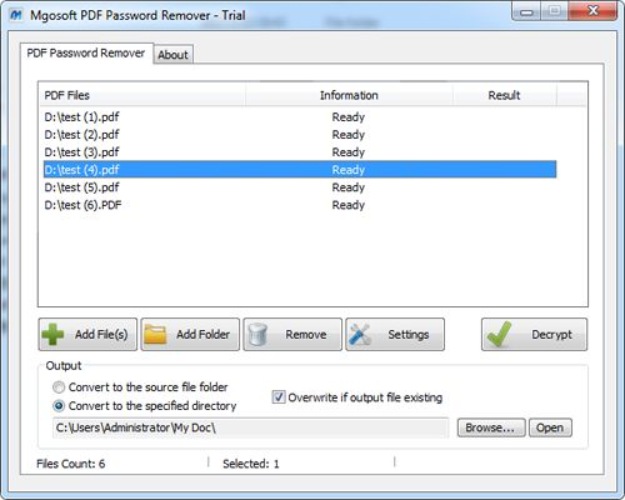 Mgosoft PDF Password Remover - Trial
PDF Password Remover About
PDF Files Information Result
D:\test (1).pdf Ready
D:\test (2).pdf Ready
D:\test (3).pdf Ready
D:\test (4).pdf Ready
D:\test (5).pdf Ready
D:\test (6).PDF Ready
Add File(s) Add Folder Remove Settings Decrypt
Output
Convert to the source file folder
Convert to the specified directory
Overwrite if output file existing
C:\Users\Administrator\My Doc\ Browse... Open
Files Count: 6 Selected: 1